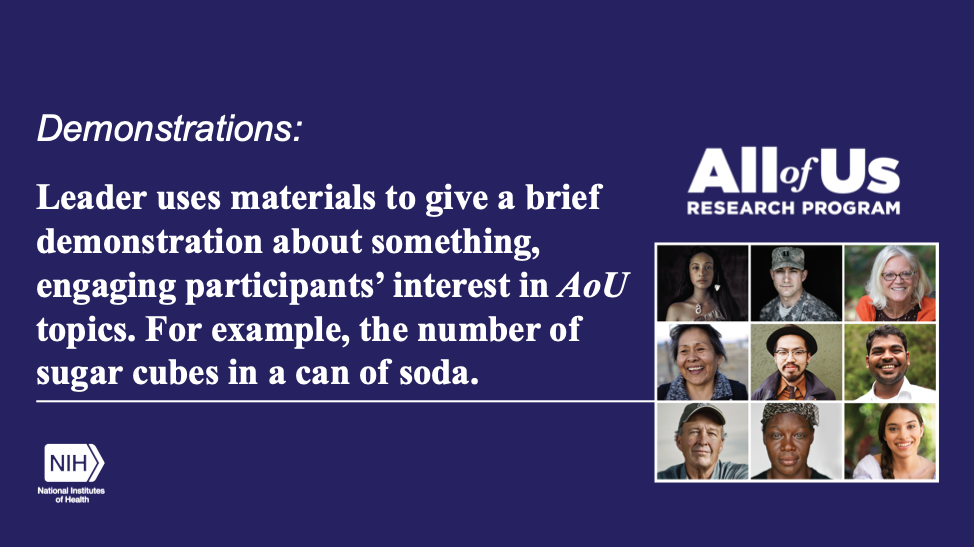 Demonstrations:
Leader uses materials to give a brief
demonstration about something,
engaging participants’ interest in AoU
topics. For example, the number of
sugar cubes in a can of soda.
All of Us
RESEARCH PROGRAM
NIH
National Institutes
of Health